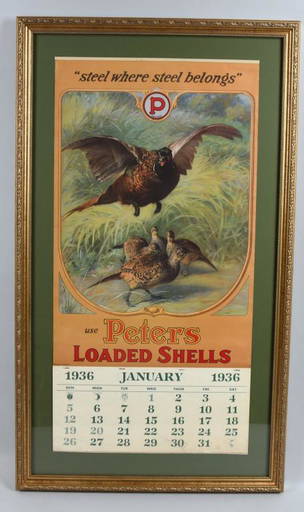 "steel where steel belongs"
P
use Peters
LOADED SHELLS
1936 JANUARY 1936
SUN. MON. TUE. WED. THU. FRI. SAT.
1 2 3 4
5 6 7 8 9 10 11
12 13 14 15 16 17 18
19 20 21 22 23 24 25
26 27 28 29 30 31